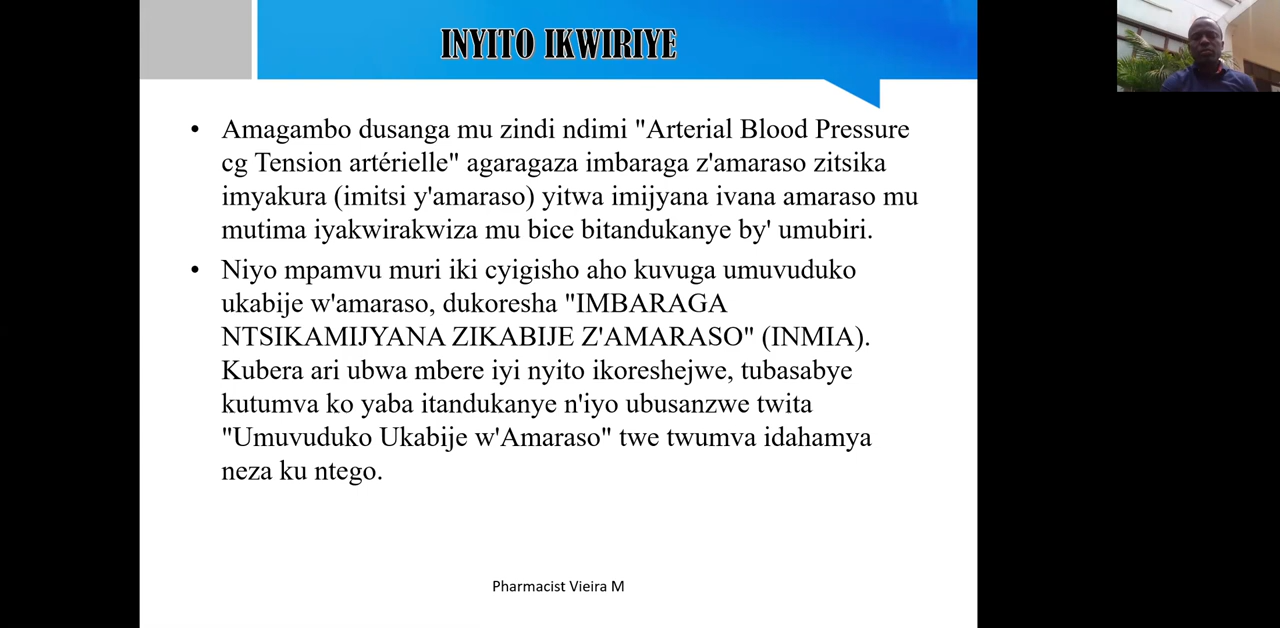 INYITO IKWIRIYE
• Amagambo dusanga mu zindi ndimi "Arterial Blood Pressure
cg Tension artérielle" agaragaza imbaraga z'amaraso zitsika
imyakura (imitsi y'amaraso) yitwa imijyana ivana amaraso mu
mutima iyakwirakwiza mu bice bitandukanye by' umubiri.
• Niyo mpamvu muri iki cyigisho aho kuvuga umuvuduko
ukabije w'amaraso, dukoresha "IMBARAGA
NTSIKAMIJYANA ZIKABIJE Z'AMARASO" (INMIA).
Kubera ari ubwa mbere iyi nyito ikoreshejwe, tubasabye
kutumva ko yaba itandukanye n'iyo ubusanzwe twita
"Umuvuduko Ukabije w'Amaraso" twe twumva idahamya
neza ku ntego.
Pharmacist Vieira M